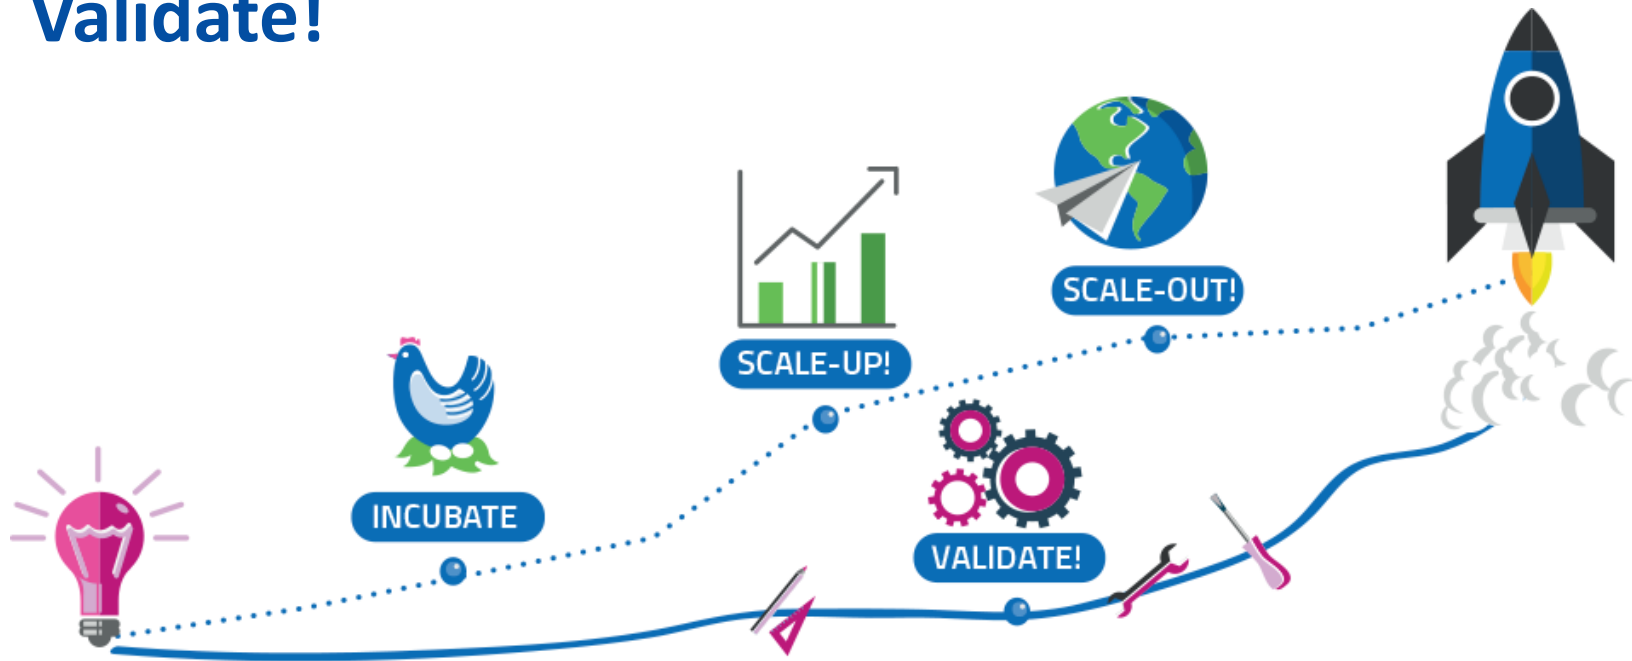 Validate!
SCALE-OUT!
SCALE-UP!
INCUBATE
VALIDATE!